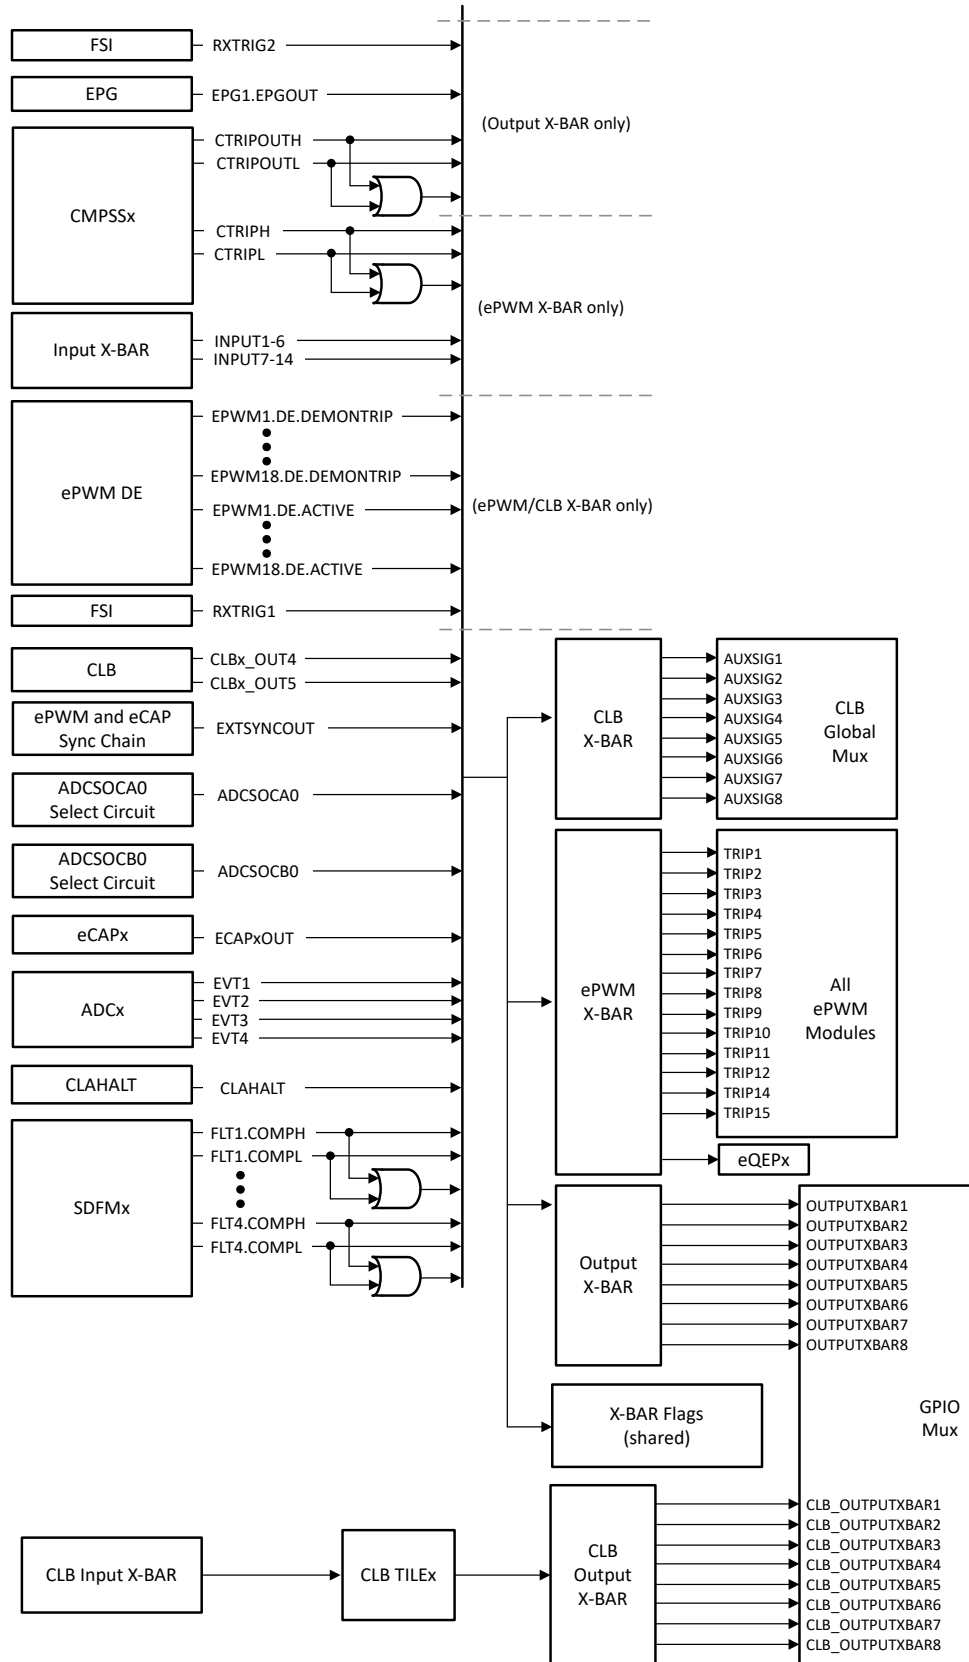 FSI
RXTRIG2
EPG
EPG1.EPGOUT
(Output X-BAR only)
CMPSSx
CTRIPOUTH
CTRIPOUTL
CTRIPH
CTRIPL
(ePWM X-BAR only)
Input X-BAR
INPUT1-6
INPUT7-14
ePWM DE
EPWM1.DE.DEMONTRIP
EPWM18.DE.DEMONTRIP
EPWM1.DE.ACTIVE
EPWM18.DE.ACTIVE
(ePWM/CLB X-BAR only)
FSI
RXTRIG1
CLB
CLBx_OUT4
CLBx_OUT5
ePWM and eCAP
Sync Chain
EXTSYNCOUT
ADCSOCA0
Select Circuit
ADCSOCA0
ADCSOCB0
Select Circuit
ADCSOCB0
eCAPx
ECAPxOUT
ADCx
EVT1
EVT2
EVT3
EVT4
CLAHALT
CLAHALT
SDFMx
FLT1.COMPH
FLT1.COMPL
FLT4.COMPH
FLT4.COMPL
CLB
X-BAR
AUXSIG1
AUXSIG2
AUXSIG3
AUXSIG4
AUXSIG5
AUXSIG6
AUXSIG7
AUXSIG8
CLB
Global
Mux
ePWM
X-BAR
TRIP1
TRIP2
TRIP3
TRIP4
TRIP5
TRIP6
TRIP7
TRIP8
TRIP9
TRIP10
TRIP11
TRIP12
TRIP14
TRIP15
All
ePWM
Modules
eQEPx
Output
X-BAR
OUTPUTXBAR1
OUTPUTXBAR2
OUTPUTXBAR3
OUTPUTXBAR4
OUTPUTXBAR5
OUTPUTXBAR6
OUTPUTXBAR7
OUTPUTXBAR8
X-BAR Flags
(shared)
GPIO
Mux
CLB Input X-BAR
CLB TILEx
CLB
Output
X-BAR
CLB_OUTPUTXBAR1
CLB_OUTPUTXBAR2
CLB_OUTPUTXBAR3
CLB_OUTPUTXBAR4
CLB_OUTPUTXBAR5
CLB_OUTPUTXBAR6
CLB_OUTPUTXBAR7
CLB_OUTPUTXBAR8